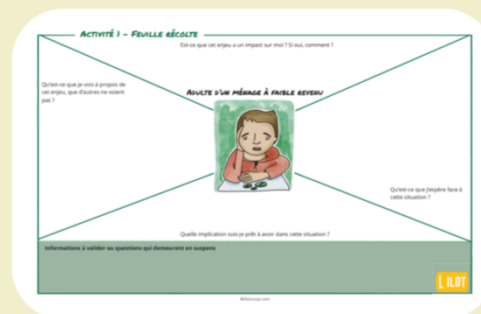 ACTIVITÉ 1 – FEUILLE RÉCOLTE
Est-ce que cet enjeu a un impact sur moi ? Si oui, comment ?
Qu'est-ce que je vois à propos de
cet enjeu, que d'autres ne voient
pas ?
ADULTE D'UN MÉNAGE À FAIBLE REVENU
Qu'est-ce que j'espère face à
cette situation ?
Quelle implication suis-je prêt à avoir dans cette situation ?
Informations à valider ou questions qui demeurent en suspens
L ILOT